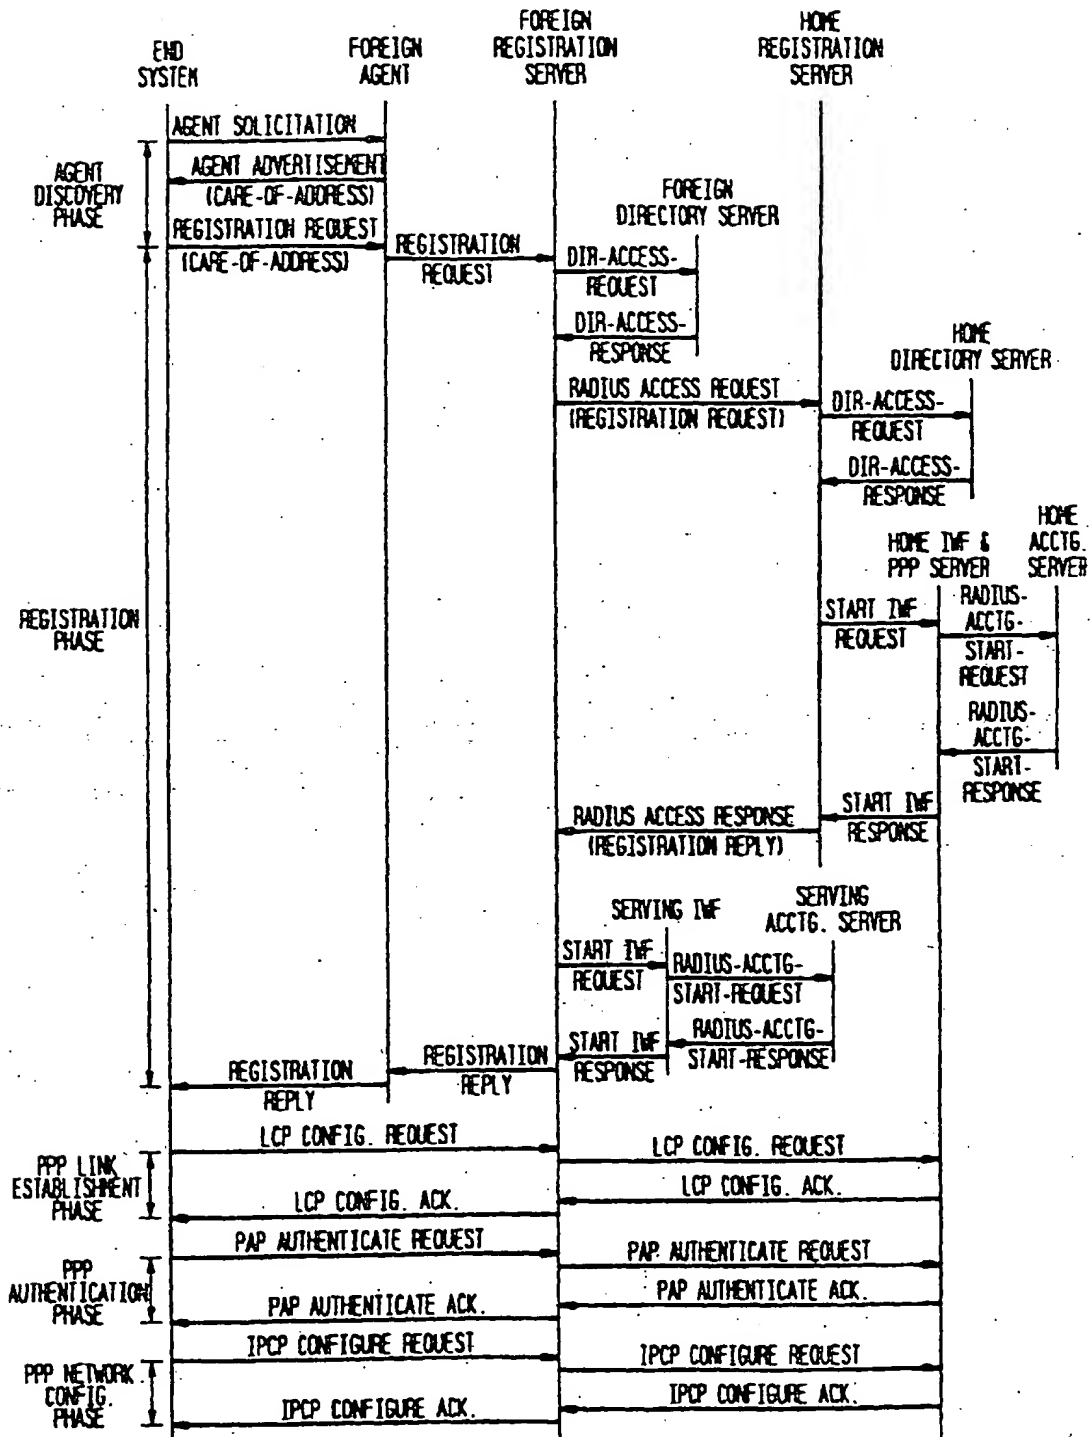 END
SYSTEM
FOREIGN
AGENT
FOREIGN
REGISTRATION
SERVER
HOME
REGISTRATION
SERVER
AGENT SOLICITATION
AGENT
DISCOVERY
PHASE
AGENT ADVERTISEMENT
(CARE-OF-ADDRESS)
FOREIGN
DIRECTORY SERVER
REGISTRATION REQUEST
(CARE-OF-ADDRESS)
REGISTRATION
REQUEST
DIR-ACCESS-
REQUEST
DIR-ACCESS-
RESPONSE
HOME
DIRECTORY SERVER
RADIUS ACCESS REQUEST
(REGISTRATION REQUEST)
DIR-ACCESS-
REQUEST
DIR-ACCESS-
RESPONSE
HOME IWF &
PPP SERVER
HOME
ACCTG.
SERVER
REGISTRATION
PHASE
START IWF
REQUEST
RADIUS-
ACCTG-
START-
REQUEST
RADIUS-
ACCTG-
START-
RESPONSE
START IWF
RESPONSE
RADIUS ACCESS RESPONSE
(REGISTRATION REPLY)
SERVING IWF
SERVING
ACCTG. SERVER
START IWF
REQUEST
RADIUS-ACCTG-
START-REQUEST
RADIUS-ACCTG-
START-RESPONSE
START IWF
RESPONSE
REGISTRATION
REPLY
REGISTRATION
REPLY
LCP CONFIG. REQUEST
LCP CONFIG. REQUEST
PPP LINK
ESTABLISHMENT
PHASE
LCP CONFIG. ACK.
LCP CONFIG. ACK.
PAP AUTHENTICATE REQUEST
PAP AUTHENTICATE REQUEST
PPP
AUTHENTICATION
PHASE
PAP AUTHENTICATE ACK.
PAP AUTHENTICATE ACK.
IPCP CONFIGURE REQUEST
IPCP CONFIGURE REQUEST
PPP NETWORK
CONFIG.
PHASE
IPCP CONFIGURE ACK.
IPCP CONFIGURE ACK.